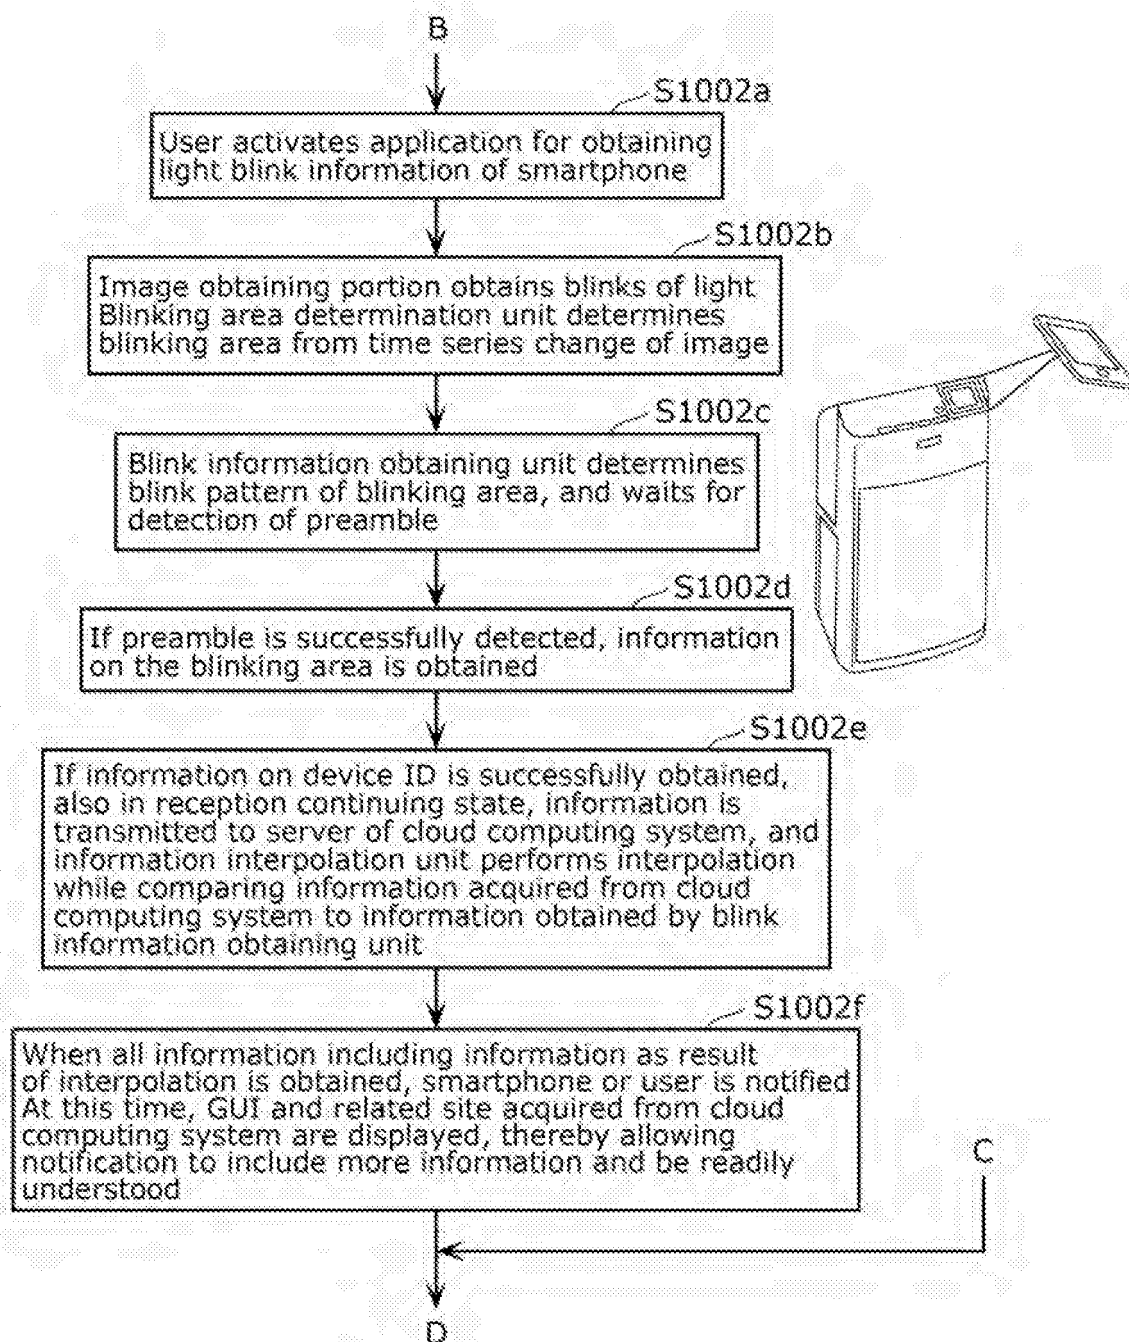 B
S1002a
User activates application for obtaining
light blink information of smartphone
S1002b
Image obtaining portion obtains blinks of light
Blinking area determination unit determines
blinking area from time series change of image
S1002c
Blink information obtaining unit determines
blink pattern of blinking area, and waits for
detection of preamble
S1002d
If preamble is successfully detected, information
on the blinking area is obtained
S1002e
If information on device ID is successfully obtained,
also in reception continuing state, information is
transmitted to server of cloud computing system, and
information interpolation unit performs interpolation
while comparing information acquired from cloud
computing system to information obtained by blink
information obtaining unit
S1002f
When all information including information as result
of interpolation is obtained, smartphone or user is notified
At this time, GUI and related site acquired from cloud
computing system are displayed, thereby allowing
notification to include more information and be readily
understood
C
D